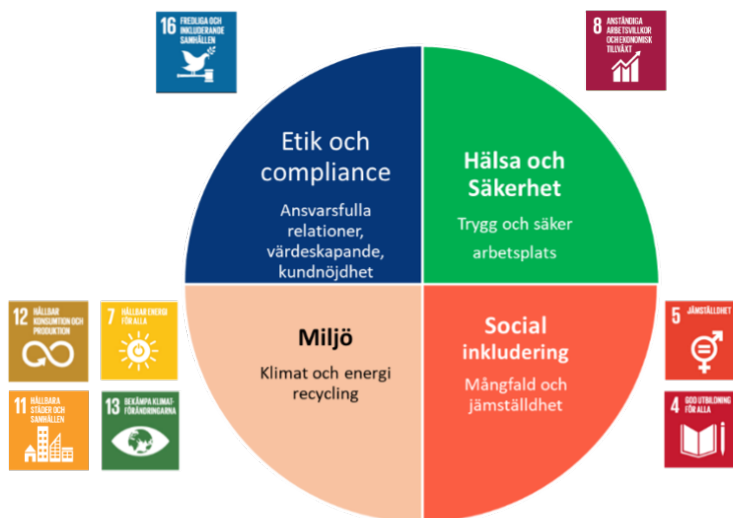 16 FREDLIGA OCH
INKLUDERANDE
SAMHÄLLEN
8 ANSTÄNDIGA
ARBETSVILLKOR
OCH EKONOMISK
TILLVÄXT
Etik och
compliance
Ansvarsfulla
relationer,
värdeskapande,
kundnöjdhet
Hälsa och
Säkerhet
Trygg och säker
arbetsplats
12 HÅLLBAR
KONSUMTION OCH
PRODUKTION
7 HÅLLBAR ENERGI
FÖR ALLA
11 HÅLLBARA
STÄDER OCH
SAMHÄLLEN
13 BEKÄMPA KLIMAT-
FÖRÄNDRINGARNA
Miljö
Klimat och energi
recycling
Social
inkludering
Mångfald och
jämställdhet
5 JÄMSTÄLLDHET
4 GOD UTBILDNING
FÖR ALLA